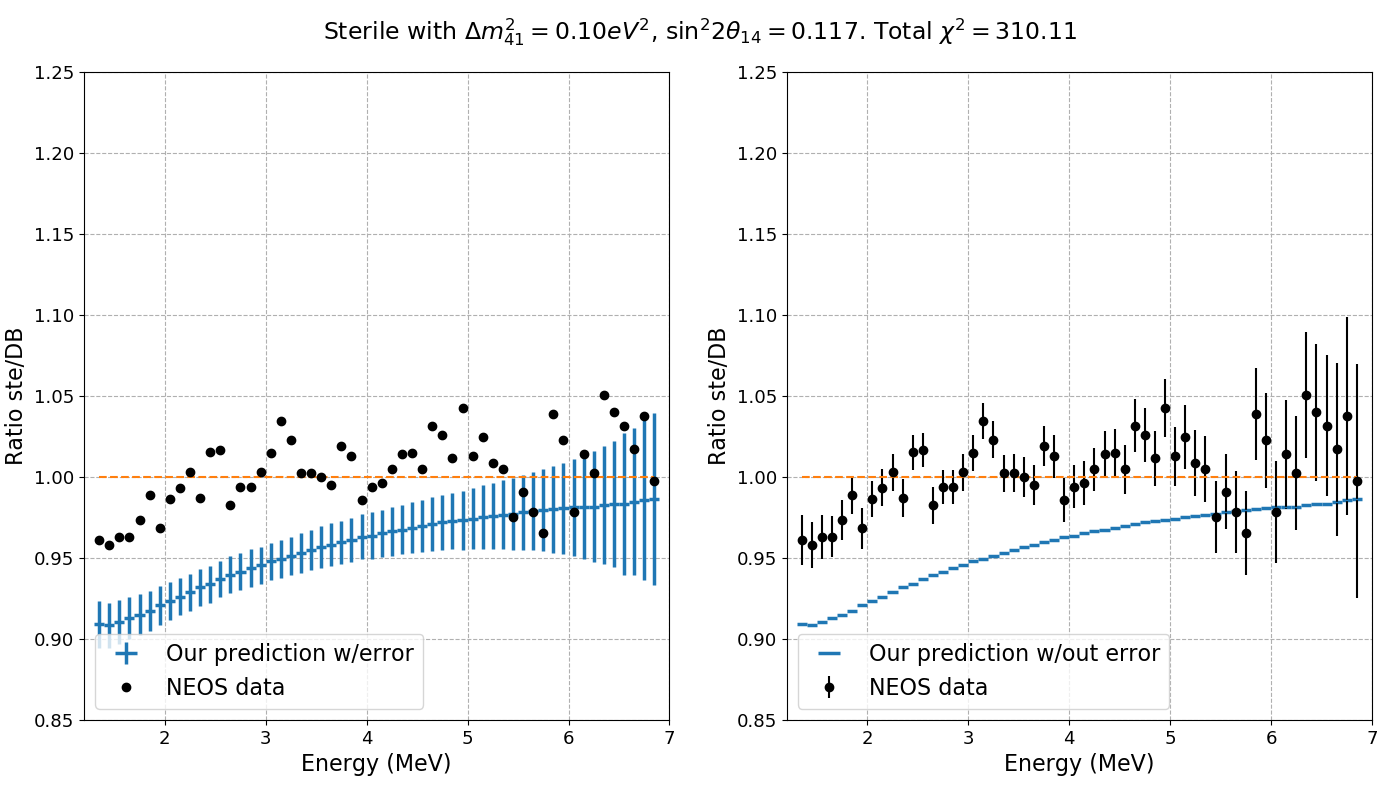 Sterile with Δm²₄₁ = 0.10eV², sin²2θ₁₄ = 0.117. Total χ² = 310.11
1.25
1.20
1.15
1.10
1.05
1.00
0.95
0.90
0.85
Ratio ste/DB
2 3 4 5 6 7
Energy (MeV)
Our prediction w/error
NEOS data
1.25
1.20
1.15
1.10
1.05
1.00
0.95
0.90
0.85
Ratio ste/DB
2 3 4 5 6 7
Energy (MeV)
Our prediction w/out error
NEOS data